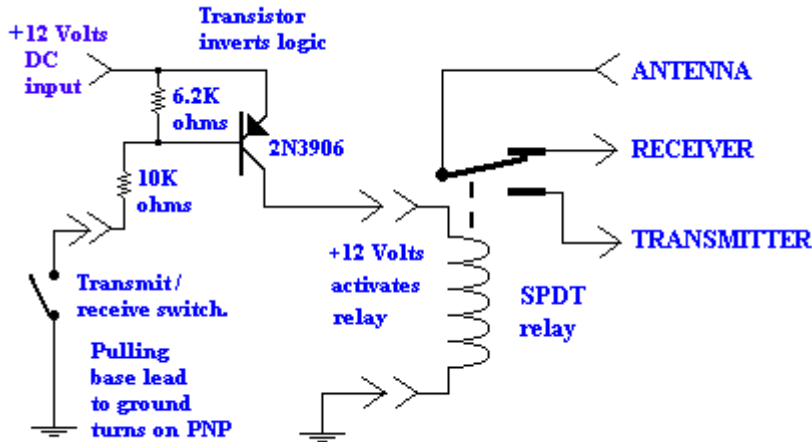 +12 Volts
DC
input
Transistor
inverts logic
6.2K
ohms
2N3906
10K
ohms
Transmit /
receive switch.
Pulling
base lead
to ground
turns on PNP
+12 Volts
activates
relay
SPDT
relay
ANTENNA
RECEIVER
TRANSMITTER